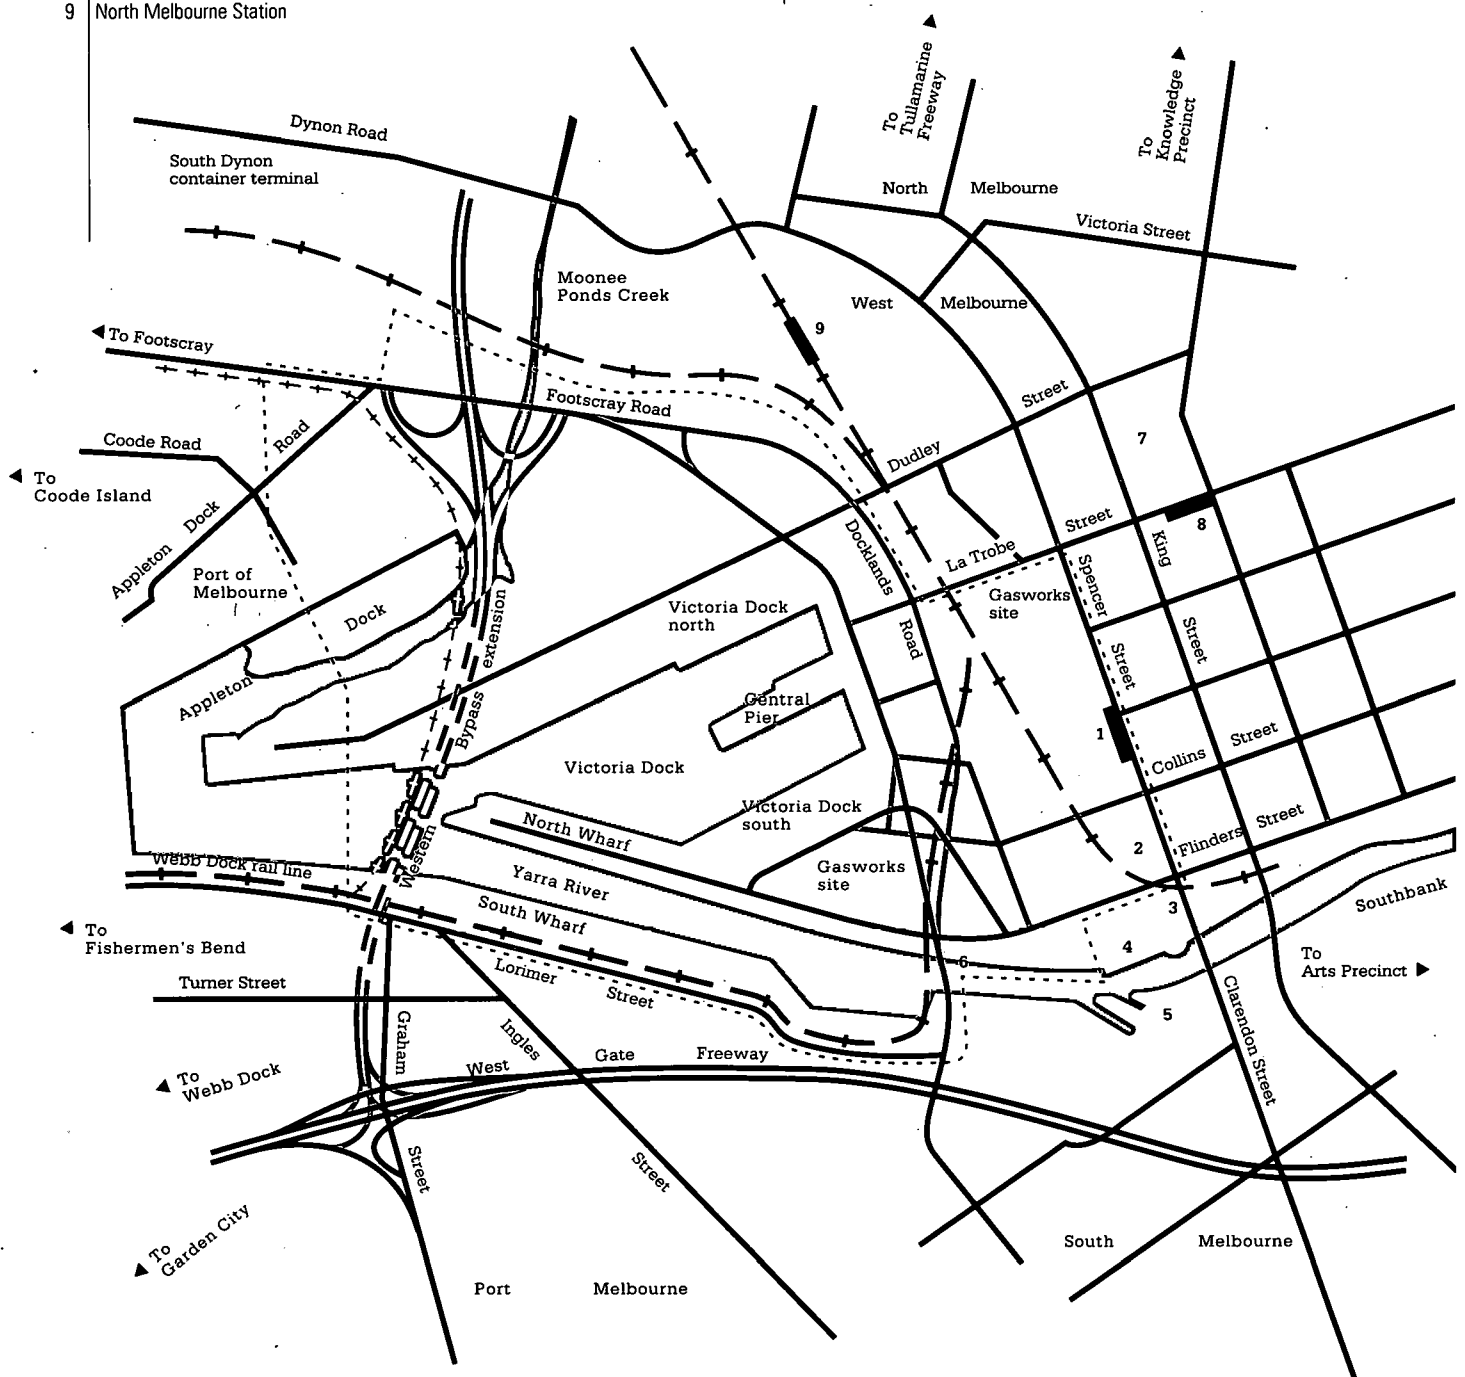 9 North Melbourne Station
To
Tullamarine
Freeway
To
Knowledge
Precinct
Dynon Road
South Dynon
container terminal
North Melbourne
Victoria Street
Moonee
Ponds Creek
West Melbourne
9
To Footscray
Footscray Road
Street
Dudley
7
Coode Road
Road
Dock
Appleton
To
Coode Island
8
Street
King
La Trobe
Docklands
Road
Spencer
Street
Street
Gasworks
site
Port of
Melbourne
Dock
Appleton
Victoria Dock
north
extension
Bypass
Western
Central
Pier
1
Collins Street
Victoria Dock
Victoria Dock
south
North Wharf
Flinders Street
2
Webb Dock rail line
Yarra River
Gasworks
site
Southbank
South Wharf
3
To
Fishermen's Bend
4
6
To
Arts Precinct
Lorimer
Street
Turner Street
5
Clarendon Street
Graham
Street
Ingles
Street
West Gate Freeway
To
Webb Dock
To
Garden City
South Melbourne
Port Melbourne